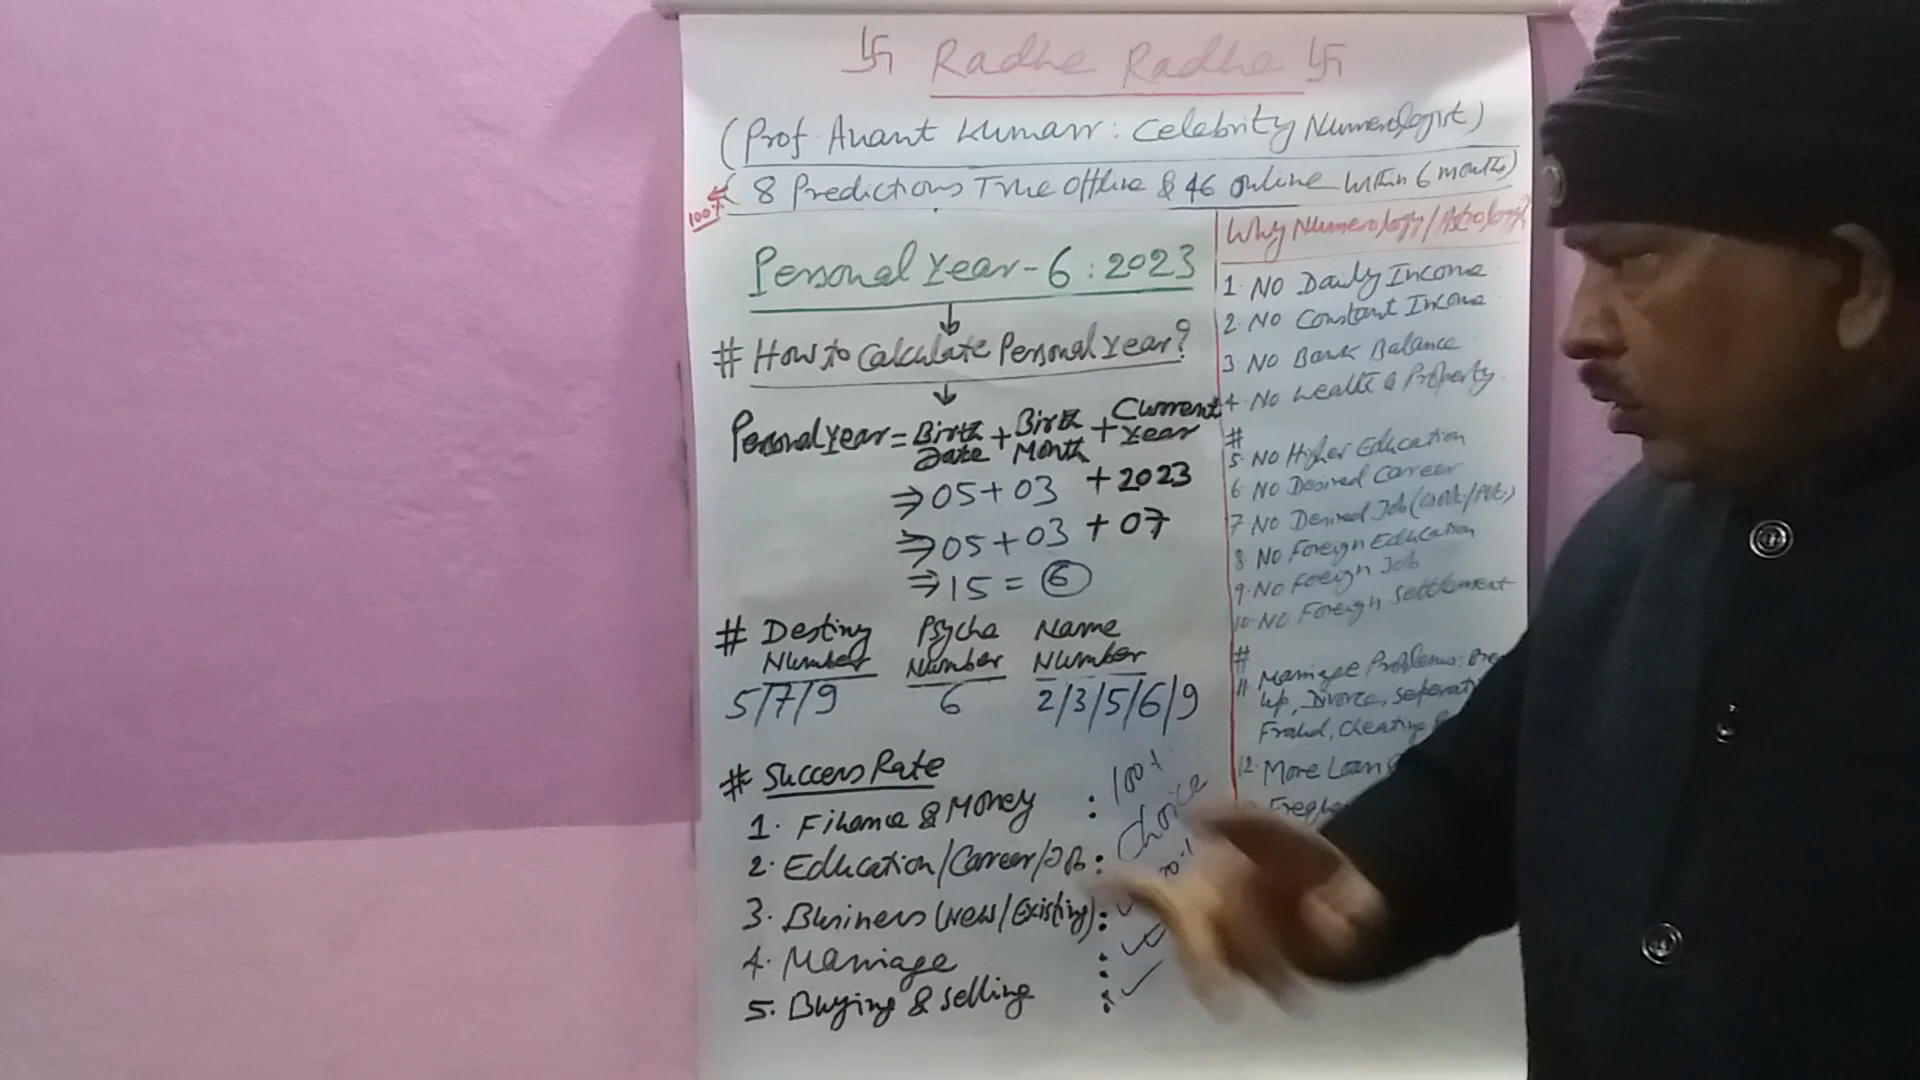 卐 Radhe Radhe 卐
(Prof. Anant Kumarr: Celebrity Numerologist)
(8 Predictions True Offline & 46 online within 6 months)
100%
Personal Year-6:2023
# How to Calculate Personal Year?
Personal Year = Birth Date + Birth Month + Current Year
⇒ 05+03 +2023
⇒ 05+03 +07
⇒ 15 = 6
# Destiny Number Psyche Number Name Number
5/7/9 6 2/3/5/6/9
# Success Rate
1. Finance & Money : 100%
2. Education/Career/Job : Choice
3. Business (New/Existing) :
4. Marriage : ✓
5. Buying & Selling : ✓
Why Numerology/Astrology?
1. No Daily Income
2. No Constant Income
3 No Bank Balance
4. No Wealth & Property.
#
5. No Higher Education
6. No Desired Career
7. No Desired Job (Govt./Pvt.)
8. No Foreign Education
9. No Foreign Job
10. No Foreign Settlement
#
11. Marriage Problems:
up, Divorce,
Fraud, Cheating
12. More Loan